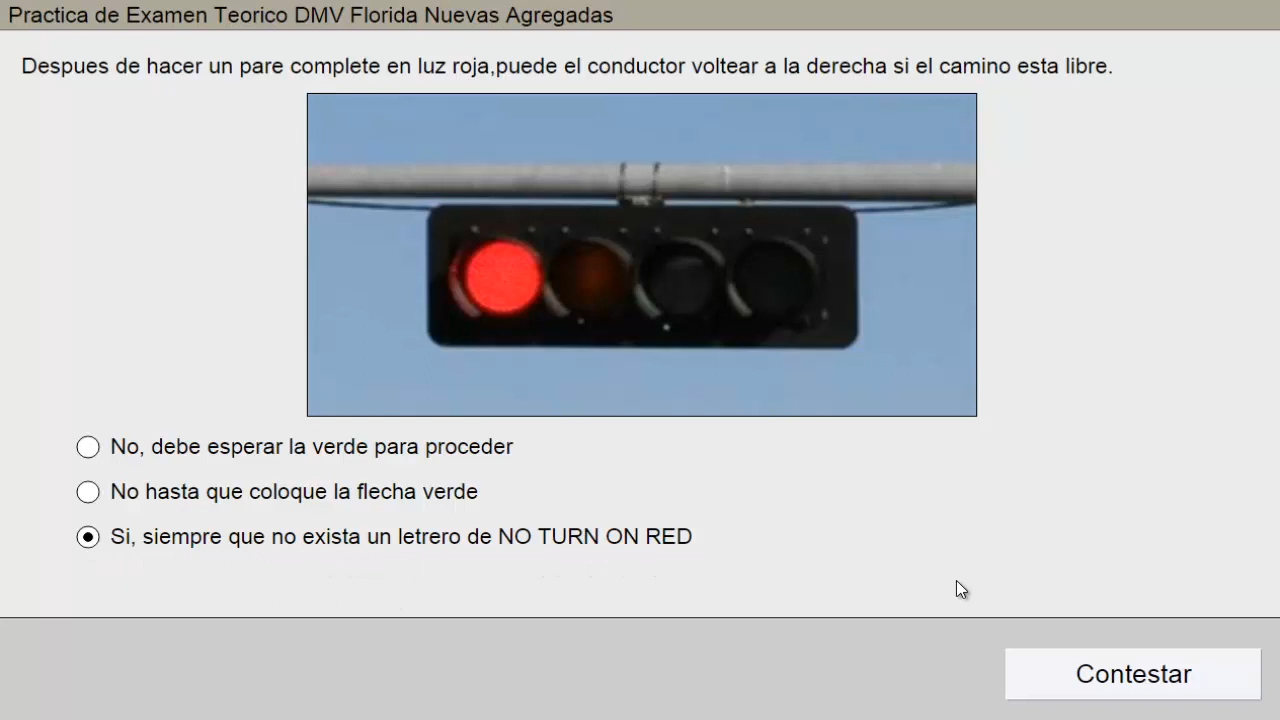 Practica de Examen Teorico DMV Florida Nuevas Agregadas
Despues de hacer un pare complete en luz roja,puede el conductor voltear a la derecha si el camino esta libre.
No, debe esperar la verde para proceder
No hasta que coloque la flecha verde
Si, siempre que no exista un letrero de NO TURN ON RED
Contestar